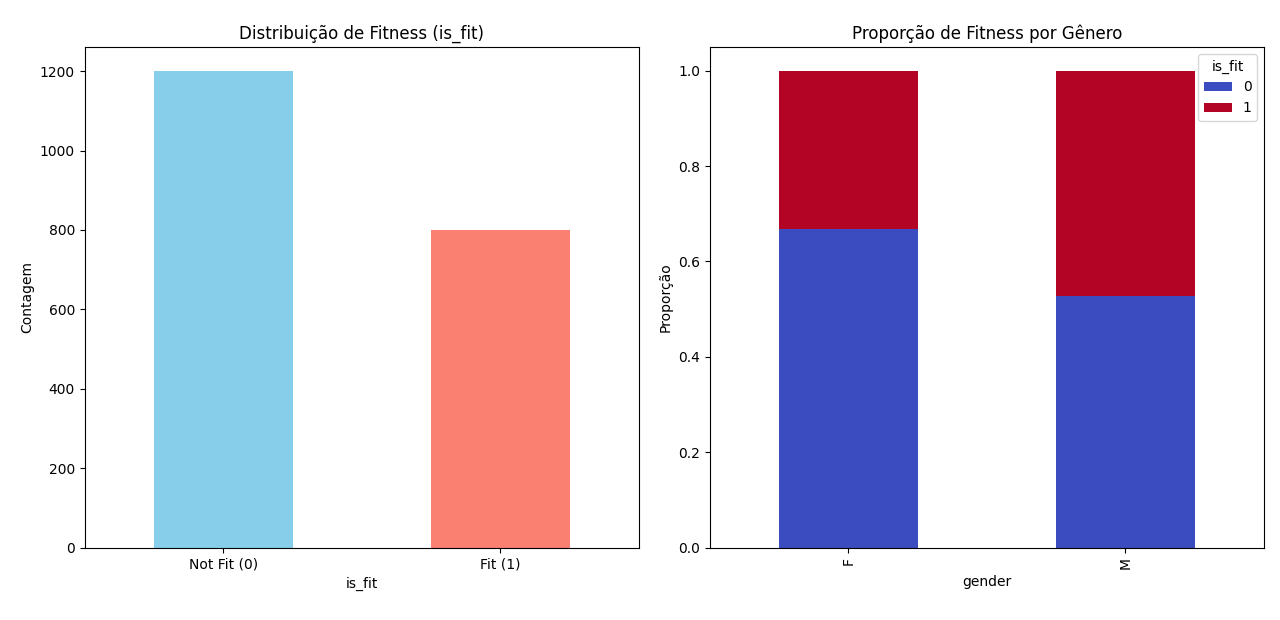 Distribuição de Fitness (is_fit)
Contagem
1200
1000
800
600
400
200
0
Not Fit (0)
Fit (1)
is_fit
Proporção de Fitness por Gênero
Proporção
1.0
0.8
0.6
0.4
0.2
0.0
is_fit
0
1
F
M
gender